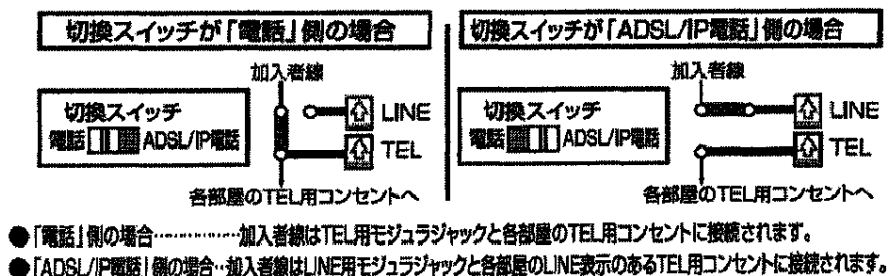 切換スイッチが「電話」側の場合
加入者線
切換スイッチ
電話 ADSL/IP電話
LINE
TEL
各部屋のTEL用コンセントへ
切換スイッチが「ADSL/IP電話」側の場合
加入者線
切換スイッチ
電話 ADSL/IP電話
LINE
TEL
各部屋のTEL用コンセントへ
●「電話」側の場合…………加入者線はTEL用モジュラジャックと各部屋のTEL用コンセントに接続されます。
●「ADSL/IP電話」側の場合‥加入者線はLINE用モジュラジャックと各部屋のLINE表示のあるTEL用コンセントに接続されます。